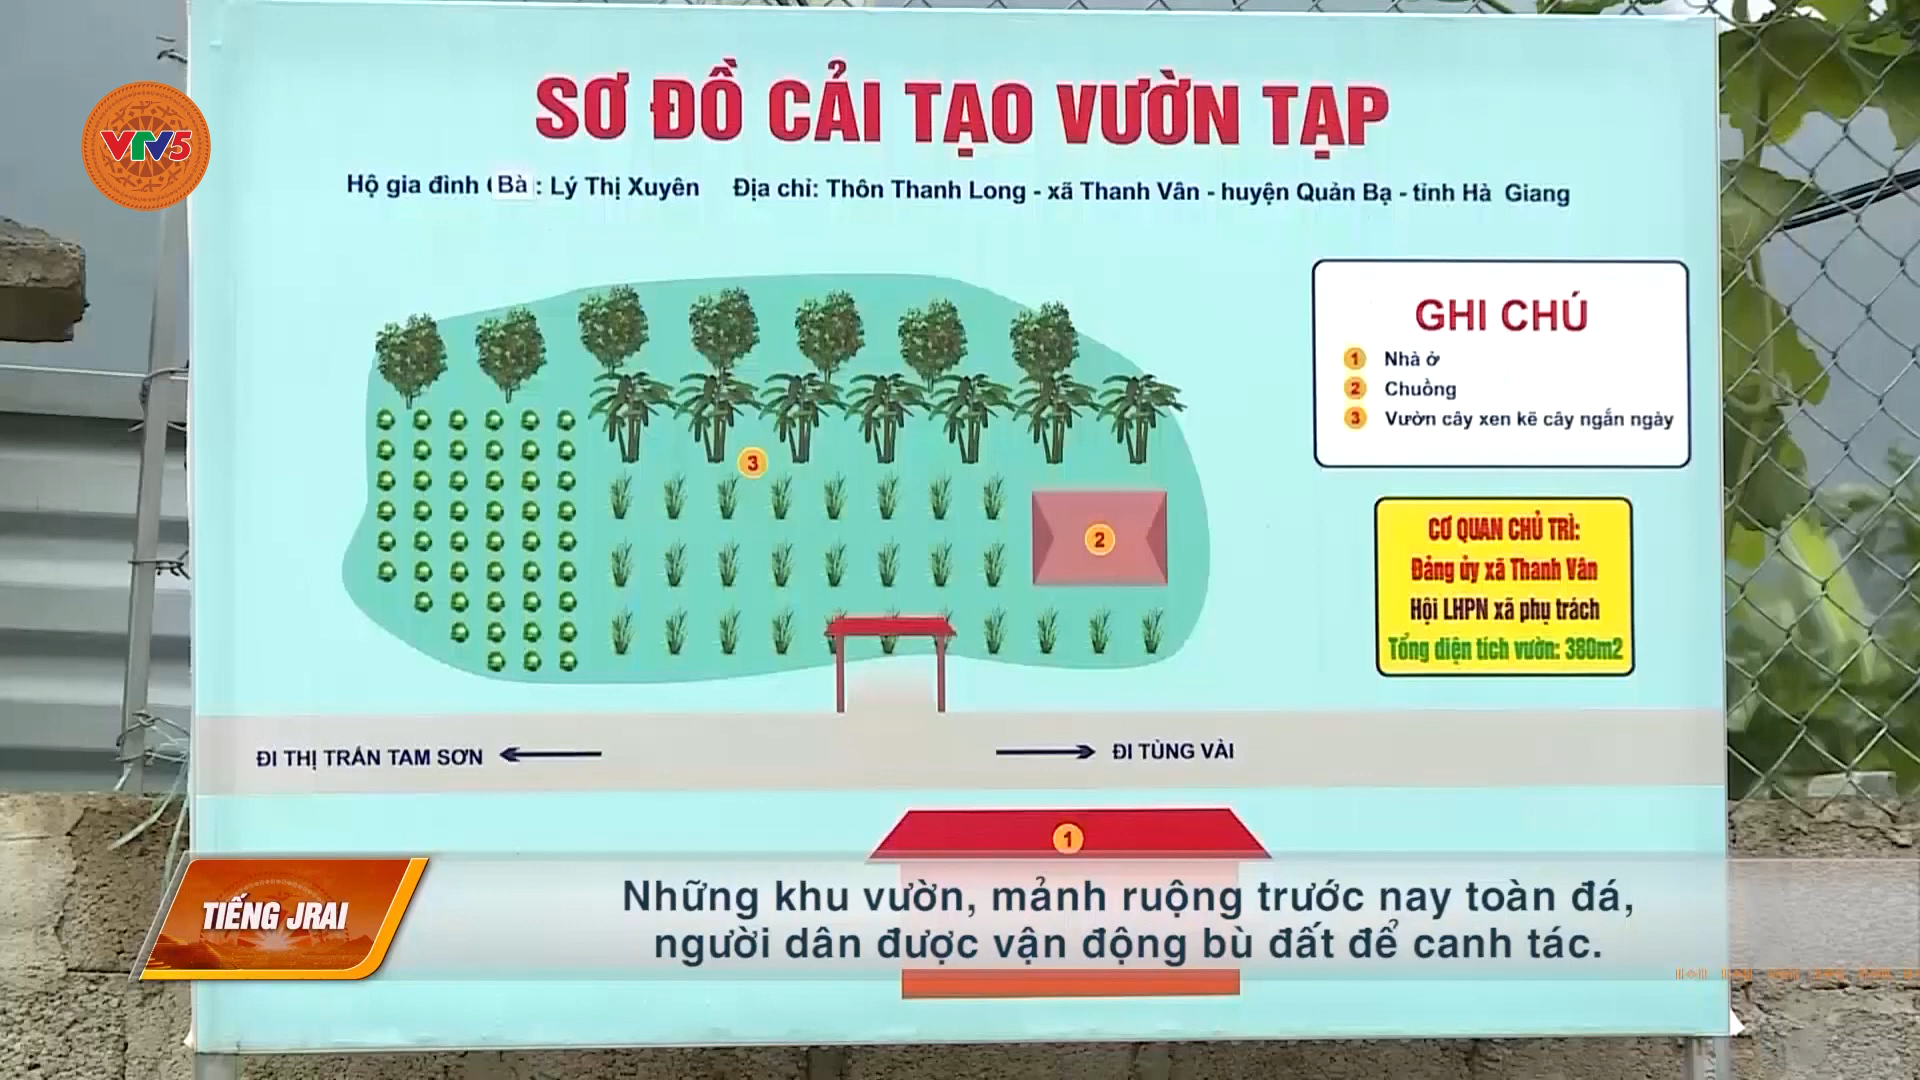 VTV5
SƠ ĐỒ CẢI TẠO VƯỜN TẠP
Hộ gia đình Bà : Lý Thị Xuyên Địa chỉ: Thôn Thanh Long - xã Thanh Vân - huyện Quản Bạ - tỉnh Hà Giang
GHI CHÚ
1 Nhà ở
2 Chuồng
3 Vườn cây xen kẽ cây ngắn ngày
3
2
CƠ QUAN CHỦ TRÌ:
Đảng ủy xã Thanh Vân
Hội LHPN xã phụ trách
Tổng diện tích vườn: 380m2
ĐI THỊ TRẤN TAM SƠN
ĐI TÙNG VÀI
1
TIẾNG JRAI
Những khu vườn, mảnh ruộng trước nay toàn đá,
người dân được vận động bù đất để canh tác.